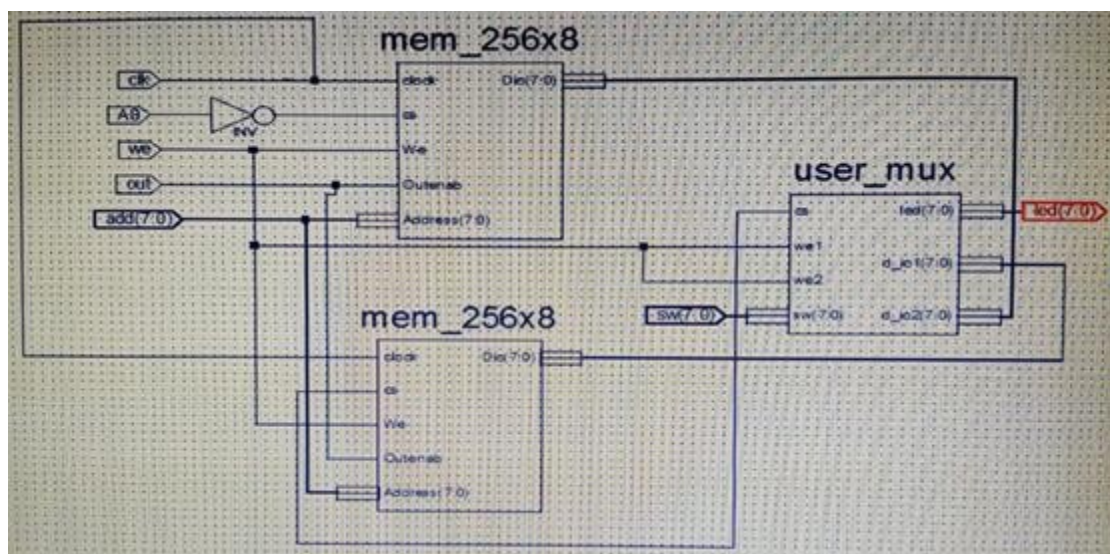 mem_256x8
clk
clock
Dio(7:0)
A8
INV
cs
we
We
out
Outenab
add(7:0)
Address(7:0)
user_mux
cs
led(7:0)
led(7:0)
we1
d_io1(7:0)
we2
sw(7:0)
sw(7:0)
d_io2(7:0)
mem_256x8
clock
Dio(7:0)
cs
We
Outenab
Address(7:0)